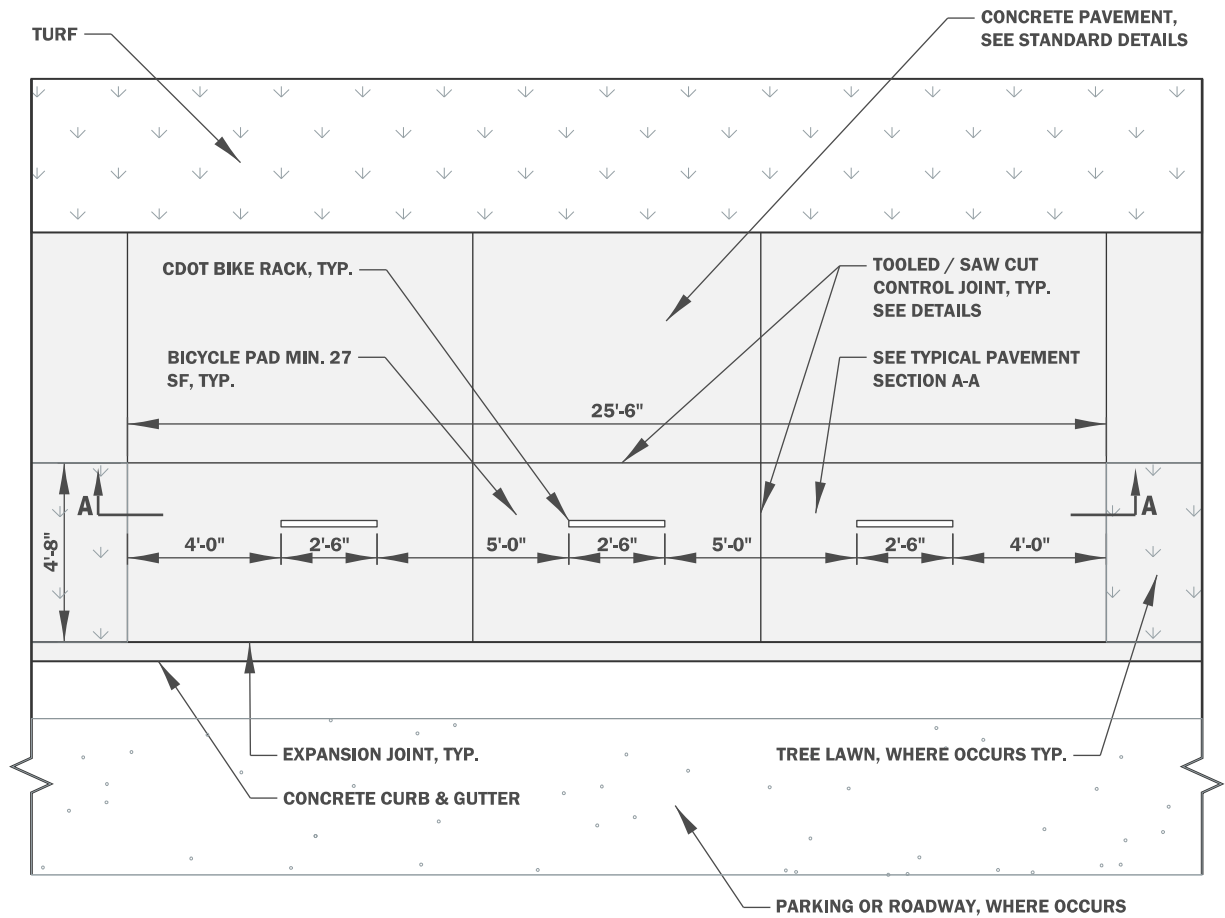 CONCRETE PAVEMENT,
SEE STANDARD DETAILS
TURF
CDOT BIKE RACK, TYP.
TOOLED / SAW CUT
CONTROL JOINT, TYP.
SEE DETAILS
BICYCLE PAD MIN. 27
SF, TYP.
SEE TYPICAL PAVEMENT
SECTION A-A
25'-6"
A
A
4'-8"
4'-0"
2'-6"
5'-0"
2'-6"
5'-0"
2'-6"
4'-0"
EXPANSION JOINT, TYP.
TREE LAWN, WHERE OCCURS TYP.
CONCRETE CURB & GUTTER
PARKING OR ROADWAY, WHERE OCCURS